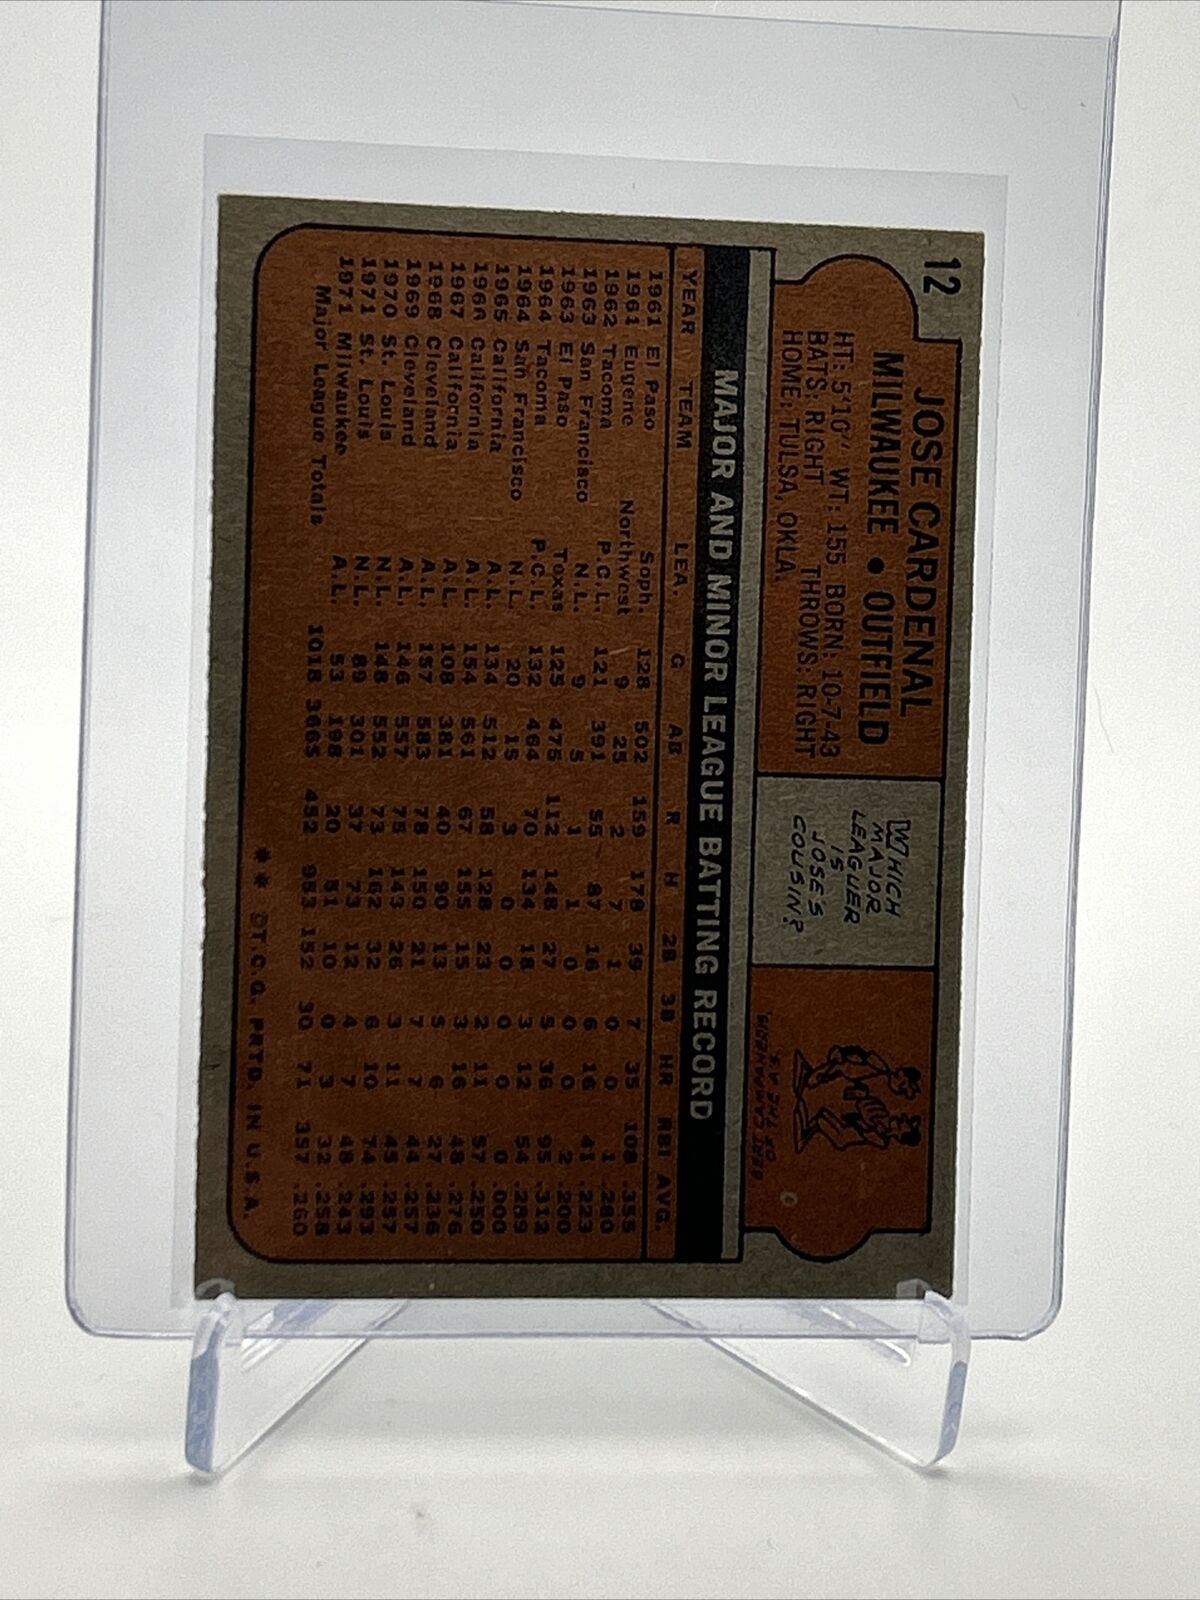 12
JOSE CARDENAL
MILWAUKEE • OUTFIELD
HT: 5'10" WT: 155 BORN: 10-7-43
BATS: RIGHT THROWS: RIGHT
HOME: TULSA, OKLA.
WHICH
MAJOR
LEAGUER
IS
JOSE'S
COUSIN?
BERT CAMPANERIS,
OF THE A'S.
MAJOR AND MINOR LEAGUE BATTING RECORD
YEAR TEAM LEA. G AB R H 2B 3B HR RBI AVG.
1961 El Paso Soph. 128 502 159 178 39 7 35 108 .355
1961 Eugene Northwest 9 25 2 7 1 0 1 1 .280
1962 Tacoma P.C.L. 121 391 55 87 16 6 16 41 .223
1963 San Francisco N.L. 9 5 1 1 0 0 0 2 .200
1963 El Paso Texas 125 475 112 148 27 5 36 95 .312
1964 Tacoma P.C.L. 132 464 70 134 18 3 12 54 .289
1964 San Francisco N.L. 20 15 3 0 0 0 0 0 .000
1965 California A.L. 134 512 58 128 23 2 11 57 .250
1966 California A.L. 154 561 67 155 15 3 16 48 .276
1967 California A.L. 108 381 40 90 13 5 6 27 .236
1968 Cleveland A.L. 157 583 78 150 21 7 7 44 .257
1969 Cleveland A.L. 146 557 75 143 26 3 11 45 .257
1970 St. Louis N.L. 148 552 73 162 32 6 10 74 .293
1971 St. Louis N.L. 89 301 37 73 12 4 7 48 .243
1971 Milwaukee A.L. 53 198 20 51 10 0 3 32 .258
Major League Totals 1018 3665 452 953 152 30 71 357 .260
** ©T.C.G. PRTD. IN U.S.A.